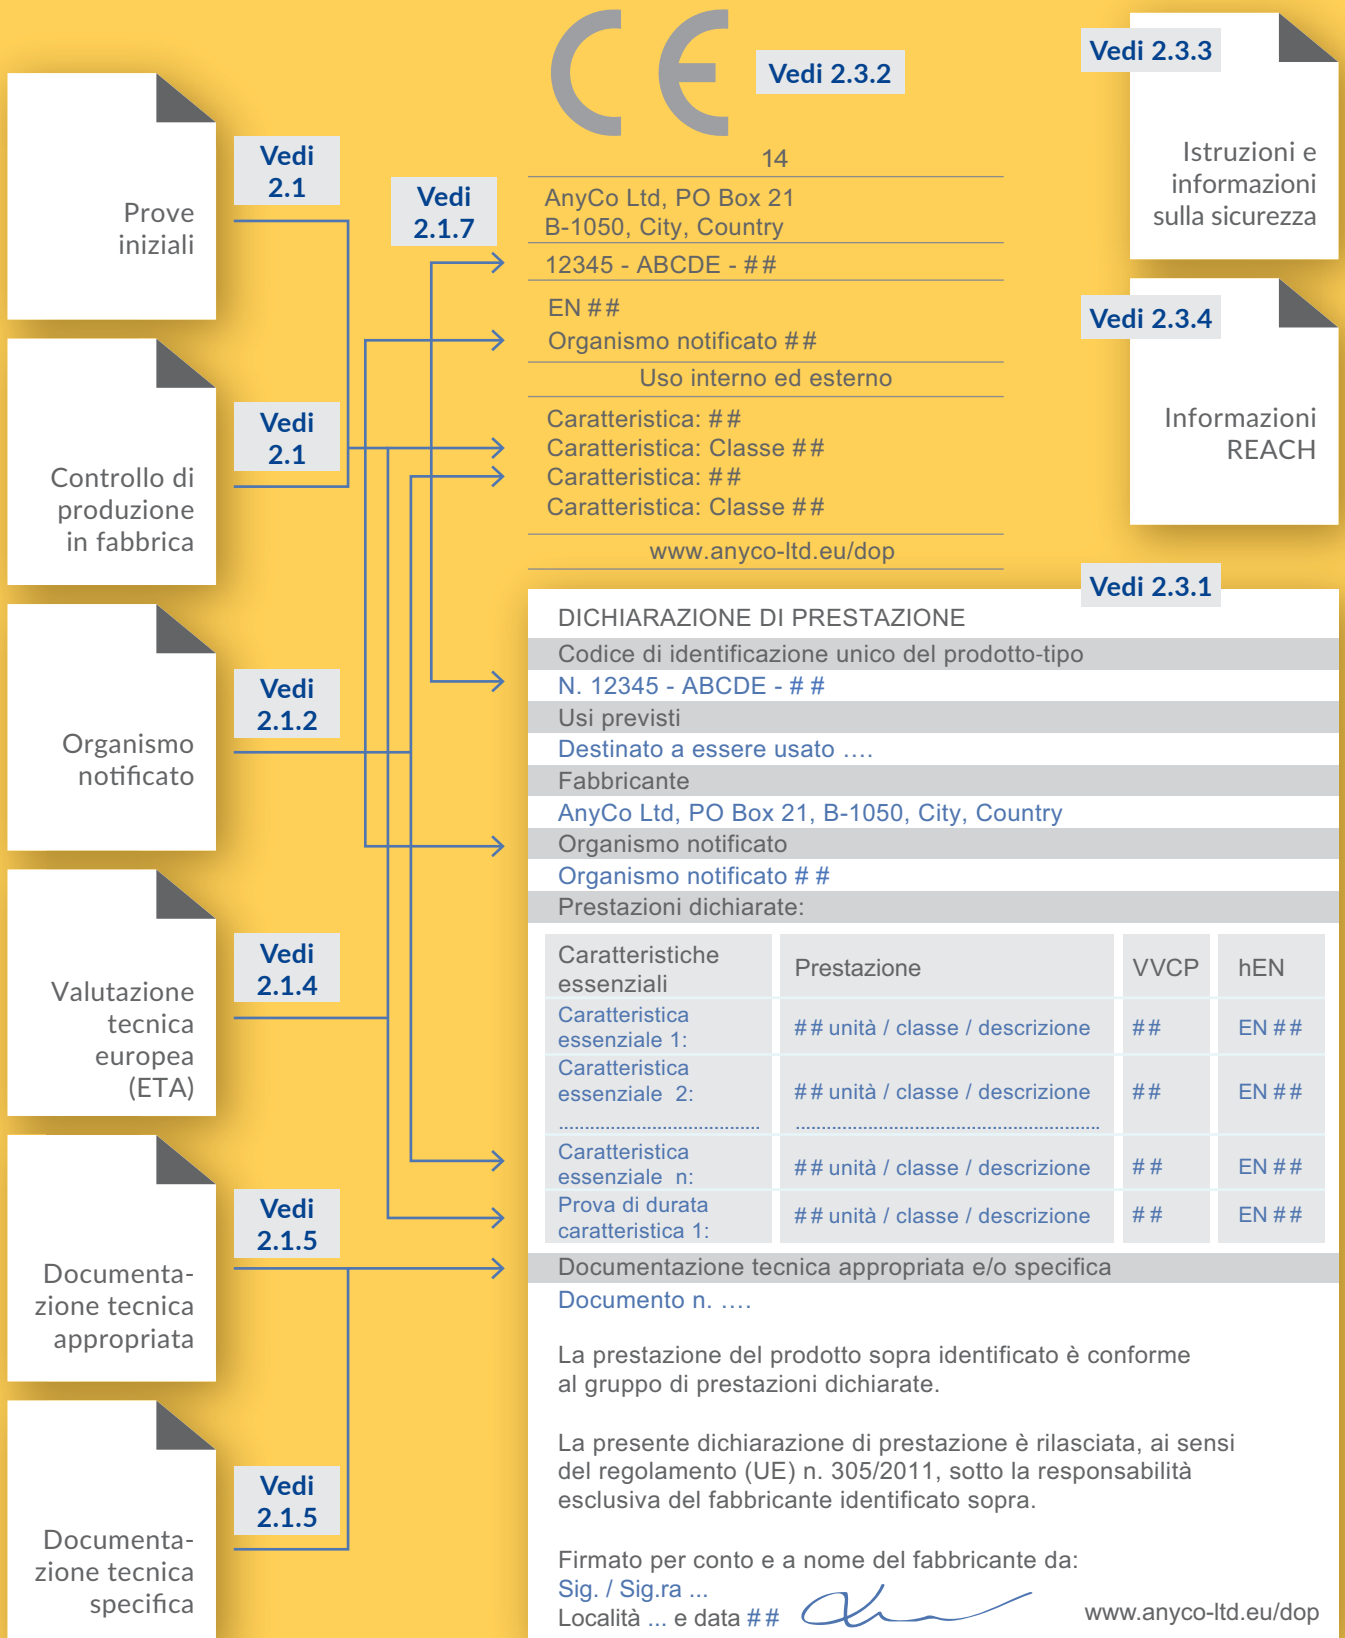 Prove
iniziali
Vedi
2.1
Controllo di
produzione
in fabbrica
Vedi
2.1
Organismo
notificato
Vedi
2.1.2
Valutazione
tecnica
europea
(ETA)
Vedi
2.1.4
Documenta-
zione tecnica
appropriata
Vedi
2.1.5
Documenta-
zione tecnica
specifica
Vedi
2.1.5
Vedi
2.1.7
CE
Vedi 2.3.2
14
AnyCo Ltd, PO Box 21
B-1050, City, Country
12345 - ABCDE - ##
EN ##
Organismo notificato ##
Uso interno ed esterno
Caratteristica: ##
Caratteristica: Classe ##
Caratteristica: ##
Caratteristica: Classe ##
www.anyco-ltd.eu/dop
Vedi 2.3.3
Istruzioni e
informazioni
sulla sicurezza
Vedi 2.3.4
Informazioni
REACH
Vedi 2.3.1
DICHIARAZIONE DI PRESTAZIONE
Codice di identificazione unico del prodotto-tipo
N. 12345 - ABCDE - # #
Usi previsti
Destinato a essere usato ....
Fabbricante
AnyCo Ltd, PO Box 21, B-1050, City, Country
Organismo notificato
Organismo notificato # #
Prestazioni dichiarate:
Caratteristiche
essenziali
Prestazione
VVCP
hEN
Caratteristica
essenziale 1:
## unità / classe / descrizione
##
EN ##
Caratteristica
essenziale 2:
## unità / classe / descrizione
##
EN ##
Caratteristica
essenziale n:
## unità / classe / descrizione
##
EN ##
Prova di durata
caratteristica 1:
## unità / classe / descrizione
##
EN ##
Documentazione tecnica appropriata e/o specifica
Documento n. ....
La prestazione del prodotto sopra identificato è conforme
al gruppo di prestazioni dichiarate.
La presente dichiarazione di prestazione è rilasciata, ai sensi
del regolamento (UE) n. 305/2011, sotto la responsabilità
esclusiva del fabbricante identificato sopra.
Firmato per conto e a nome del fabbricante da:
Sig. / Sig.ra ...
Località ... e data ##
www.anyco-ltd.eu/dop